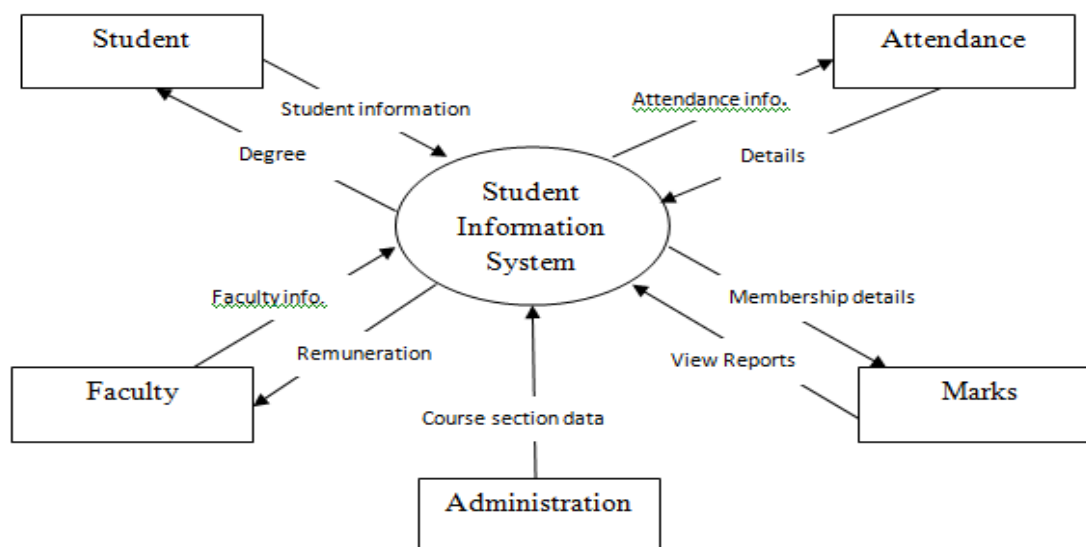 Student
Attendance
Student information
Attendance info.
Degree
Details
Student
Information
System
Faculty info.
Membership details
Remuneration
View Reports
Faculty
Marks
Course section data
Administration